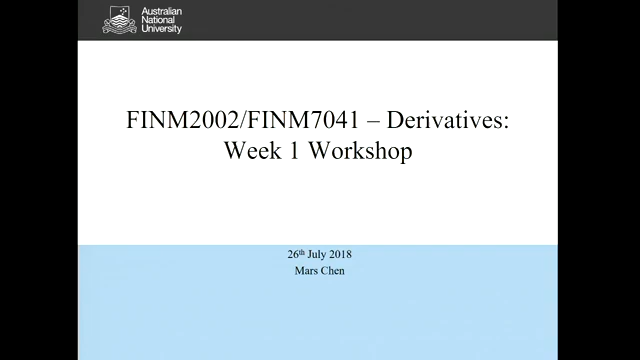 Australian
National
University
FINM2002/FINM7041 – Derivatives:
Week 1 Workshop
26th July 2018
Mars Chen